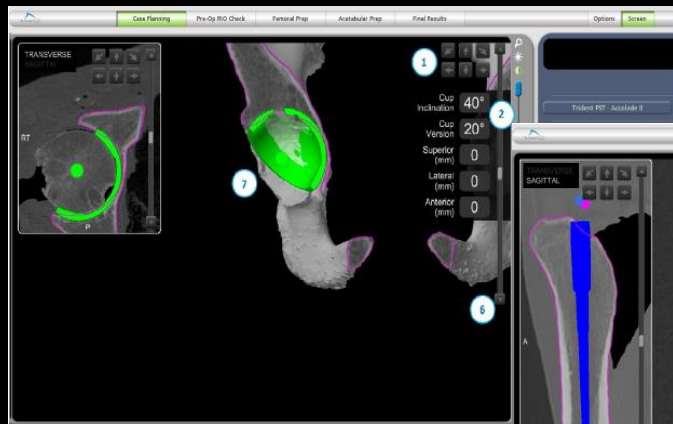 Case Planning
Pre-Op RIO Check
Femoral Prep
Acetabular Prep
Final Results
Options
Screen
TRANSVERSE
SAGITTAL
RT
P
1
Cup Inclination 40°
2
Cup Version 20°
Superior (mm) 0
Lateral (mm) 0
Anterior (mm) 0
7
6
Trident PST - Accolade II
TRANSVERSE
SAGITTAL
A